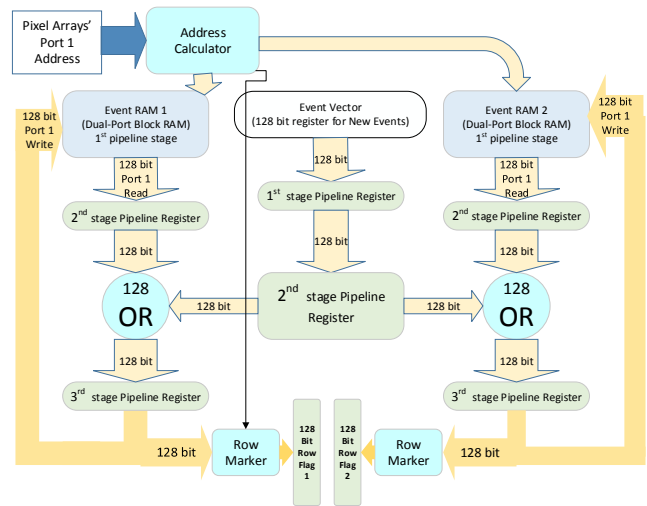 Pixel Arrays'
Port 1
Address
Address
Calculator
128 bit
Port 1
Write
Event RAM 1
(Dual-Port Block RAM)
1st pipeline stage
Event Vector
(128 bit register for New Events)
Event RAM 2
(Dual-Port Block RAM)
1st pipeline stage
128 bit
Port 1
Write
128 bit
Port 1
Read
128 bit
128 bit
Port 1
Read
1st stage Pipeline Register
2nd stage Pipeline Register
2nd stage Pipeline Register
128 bit
128 bit
128 bit
128
OR
128 bit
2nd stage Pipeline
Register
128 bit
128
OR
128 bit
128 bit
3rd stage Pipeline Register
3rd stage Pipeline Register
128 bit
Row
Marker
128
Bit
Row
Flag
1
128
Bit
Row
Flag
2
Row
Marker
128 bit